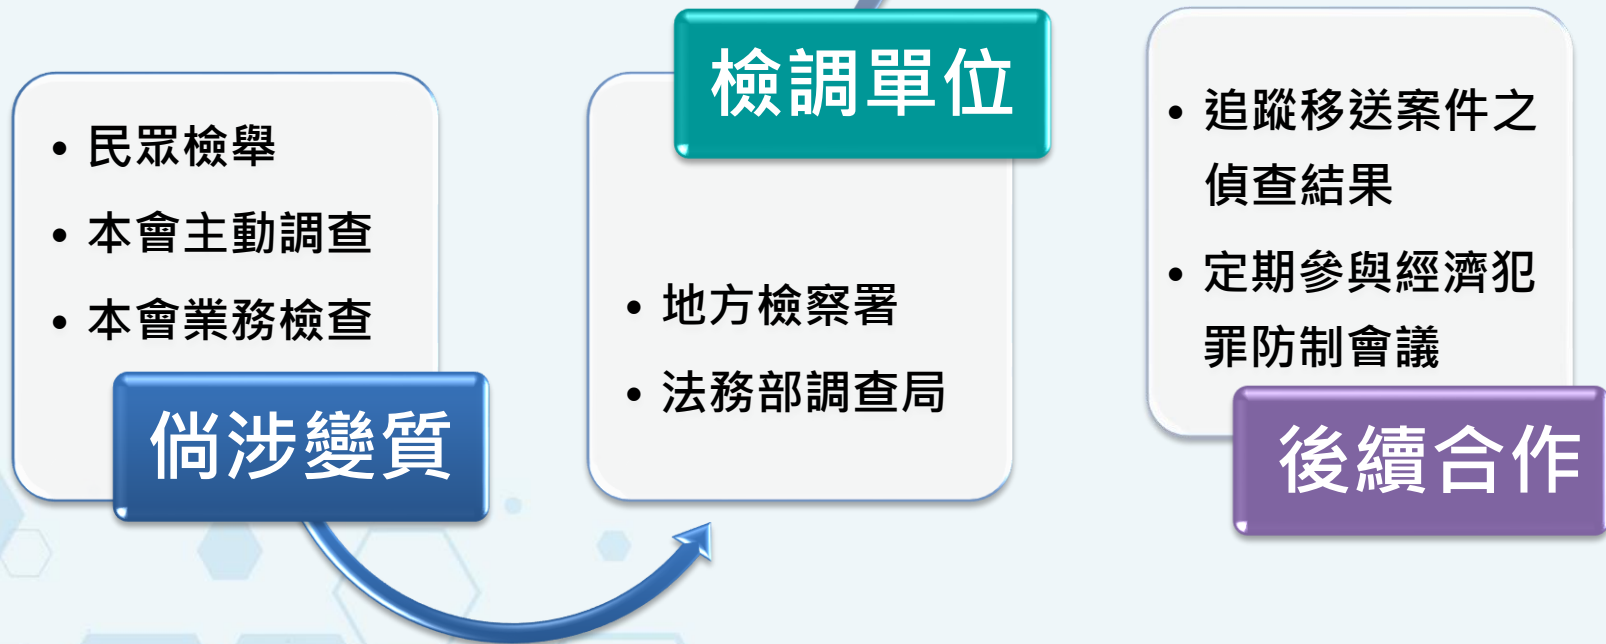 • 民眾檢舉
• 本會主動調查
• 本會業務檢查
倘涉變質
檢調單位
• 地方檢察署
• 法務部調查局
• 追蹤移送案件之
偵查結果
• 定期參與經濟犯
罪防制會議
後續合作